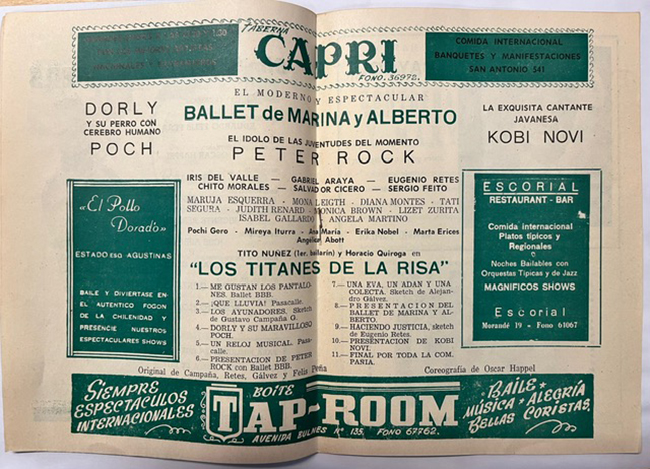 TABERNA
CAPRI
FONO. 36972.
COMIDA INTERNACIONAL
BANQUETES Y MANIFESTACIONES
SAN ANTONIO 541
EL MODERNO Y ESPECTACULAR
BALLET de MARINA y ALBERTO
DORLY
Y SU PERRO CON
CEREBRO HUMANO
POCH
EL IDOLO DE LAS JUVENTUDES DEL MOMENTO
PETER ROCK
LA EXQUISITA CANTANTE
JAVANESA
KOBI NOVI
IRIS DEL VALLE — GABRIEL ARAYA — EUGENIO RETES
CHITO MORALES — SALVADOR CICERO — SERGIO FEITO
MARUJA ESQUERRA - MONA LEIGTH - DIANA MONTES - TATI
SEGURA - JUDITH RENARD - MONICA BROWN - LIZET ZURITA
ISABEL GALLARDO - ANGELA MARTINO
Pochi Gero - Mireya Iturra - Ana María - Erika Nobel - Marta Erices
Angélica Abott
TITO NUÑEZ (1er. bailarín) y Horacio Quiroga en
"LOS TITANES DE LA RISA"
«El Pollo
Dorado»
ESTADO ESQ AGUSTINAS
BAILE Y DIVIERTASE EN
EL AUTENTICO FOGON
DE LA CHILENIDAD Y
PRESENCIE NUESTROS
ESPECTACULARES SHOWS
1.— ME GUSTAN LOS PANTALO-
NES. Ballet BBB.
2.— ¡QUE LLUVIA! Pasacalle.
3.— LOS AYUNADORES. Sketch
de Gustavo Campaña G.
4.— DORLY Y SU MARAVILLOSO
POCH.
5.— UN RELOJ MUSICAL. Pasa-
calle.
6.— PRESENTACION DE PETER
ROCK con Ballet BBB.
7.— UNA EVA, UN ADAN Y UNA
COLECTA. Sketch de Alejan-
dro Gálvez.
8.— PRESENTACION DEL
BALLET DE MARINA Y AL-
BERTO.
9.— HACIENDO JUSTICIA, sketch
de Eugenio Retes.
10.— PRESENTACION DE KOBI
NOVI.
11.— FINAL POR TODA LA COM-
PAÑIA.
ESCORIAL
RESTAURANT - BAR
Comida internacional
Platos típicos y
Regionales
Noches Bailables con
Orquestas Típicas y de Jazz
MAGNIFICOS SHOWS
Escorial
Morandé 19 - Fono 64067
Original de Campaña, Retes, Gálvez y Felix Peña
Coreografía de Oscar Happel
SIEMPRE
ESPECTACULOS
INTERNACIONALES
BOITE
TAP-ROOM
AVENIDA BULNES Nº 135. FONO 67762.
BAILE
MUSICA * ALEGRÍA
BELLAS CORISTAS.